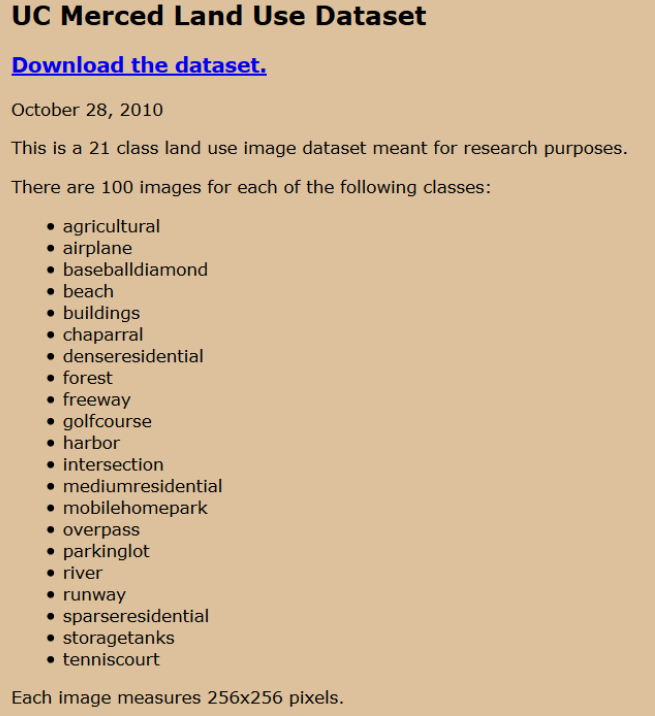 UC Merced Land Use Dataset
Download the dataset.
October 28, 2010
This is a 21 class land use image dataset meant for research purposes.
There are 100 images for each of the following classes:
• agricultural
• airplane
• baseballdiamond
• beach
• buildings
• chaparral
• denseresidential
• forest
• freeway
• golfcourse
• harbor
• intersection
• mediumresidential
• mobilehomepark
• overpass
• parkinglot
• river
• runway
• sparseresidential
• storagetanks
• tenniscourt
Each image measures 256x256 pixels.